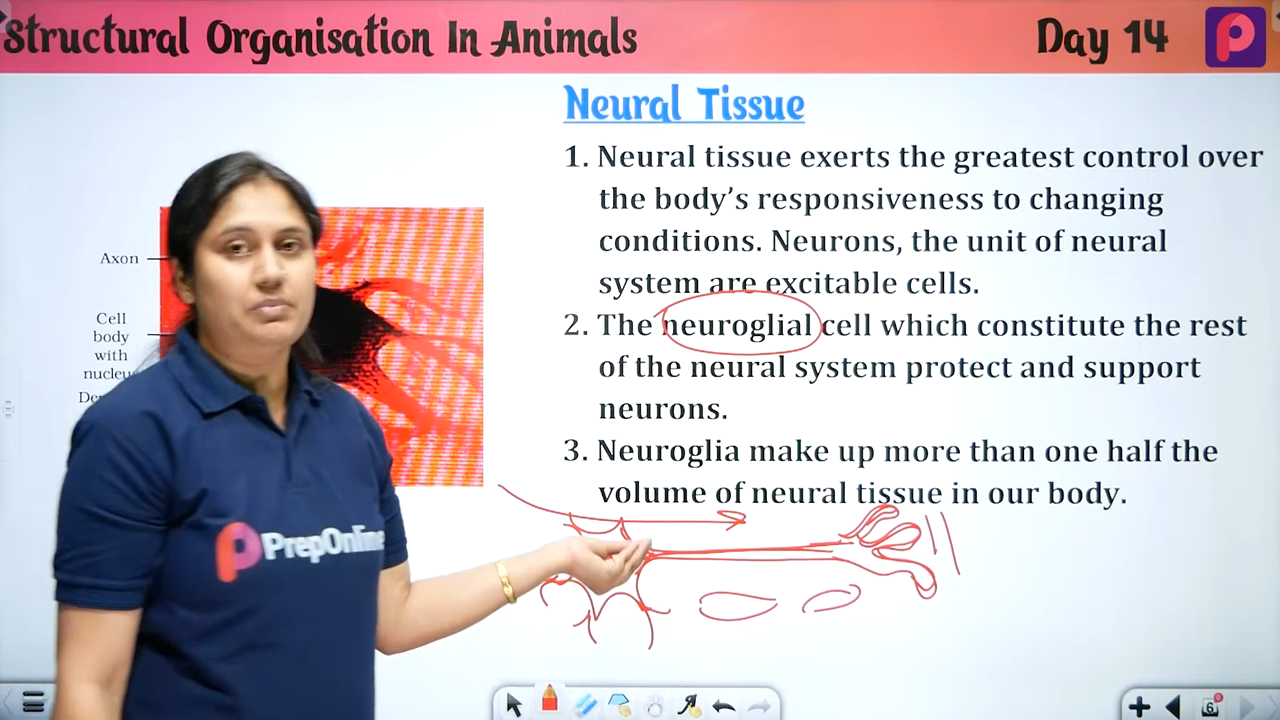 Structural Organisation In Animals
Day 14
Neural Tissue
1. Neural tissue exerts the greatest control over
the body's responsiveness to changing
conditions. Neurons, the unit of neural
system are excitable cells.
2. The neuroglial cell which constitute the rest
of the neural system protect and support
neurons.
3. Neuroglia make up more than one half the
volume of neural tissue in our body.
Axon
Cell
body
with
PrepOnline
6